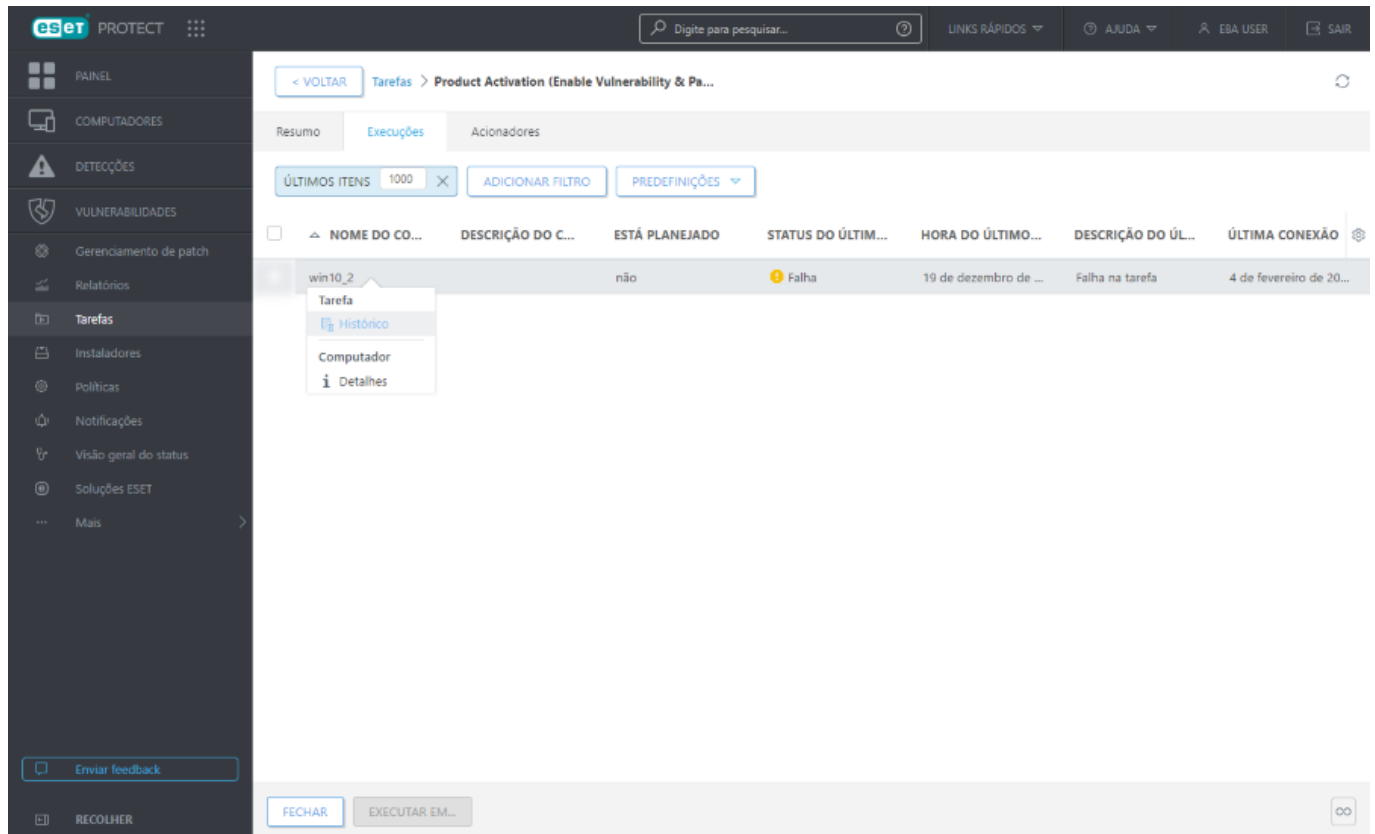 eset PROTECT
Digite para pesquisar...
LINKS RÁPIDOS
AJUDA
EBA USER
SAIR
PAINEL
COMPUTADORES
DETECÇÕES
VULNERABILIDADES
Gerenciamento de patch
Relatórios
Tarefas
Instaladores
Políticas
Notificações
Visão geral do status
Soluções ESET
Mais
Enviar feedback
RECOLHER
< VOLTAR Tarefas > Product Activation (Enable Vulnerability & Pa...
Resumo Execuções Acionadores
ÚLTIMOS ITENS 1000 ADICIONAR FILTRO PREDEFINIÇÕES
NOME DO CO... DESCRIÇÃO DO C... ESTÁ PLANEJADO STATUS DO ÚLTIM... HORA DO ÚLTIMO... DESCRIÇÃO DO ÚL... ÚLTIMA CONEXÃO
win10_2 não Falha 19 de dezembro de ... Falha na tarefa 4 de fevereiro de 20...
Tarefa
Histórico
Computador
Detalhes
FECHAR EXECUTAR EM...